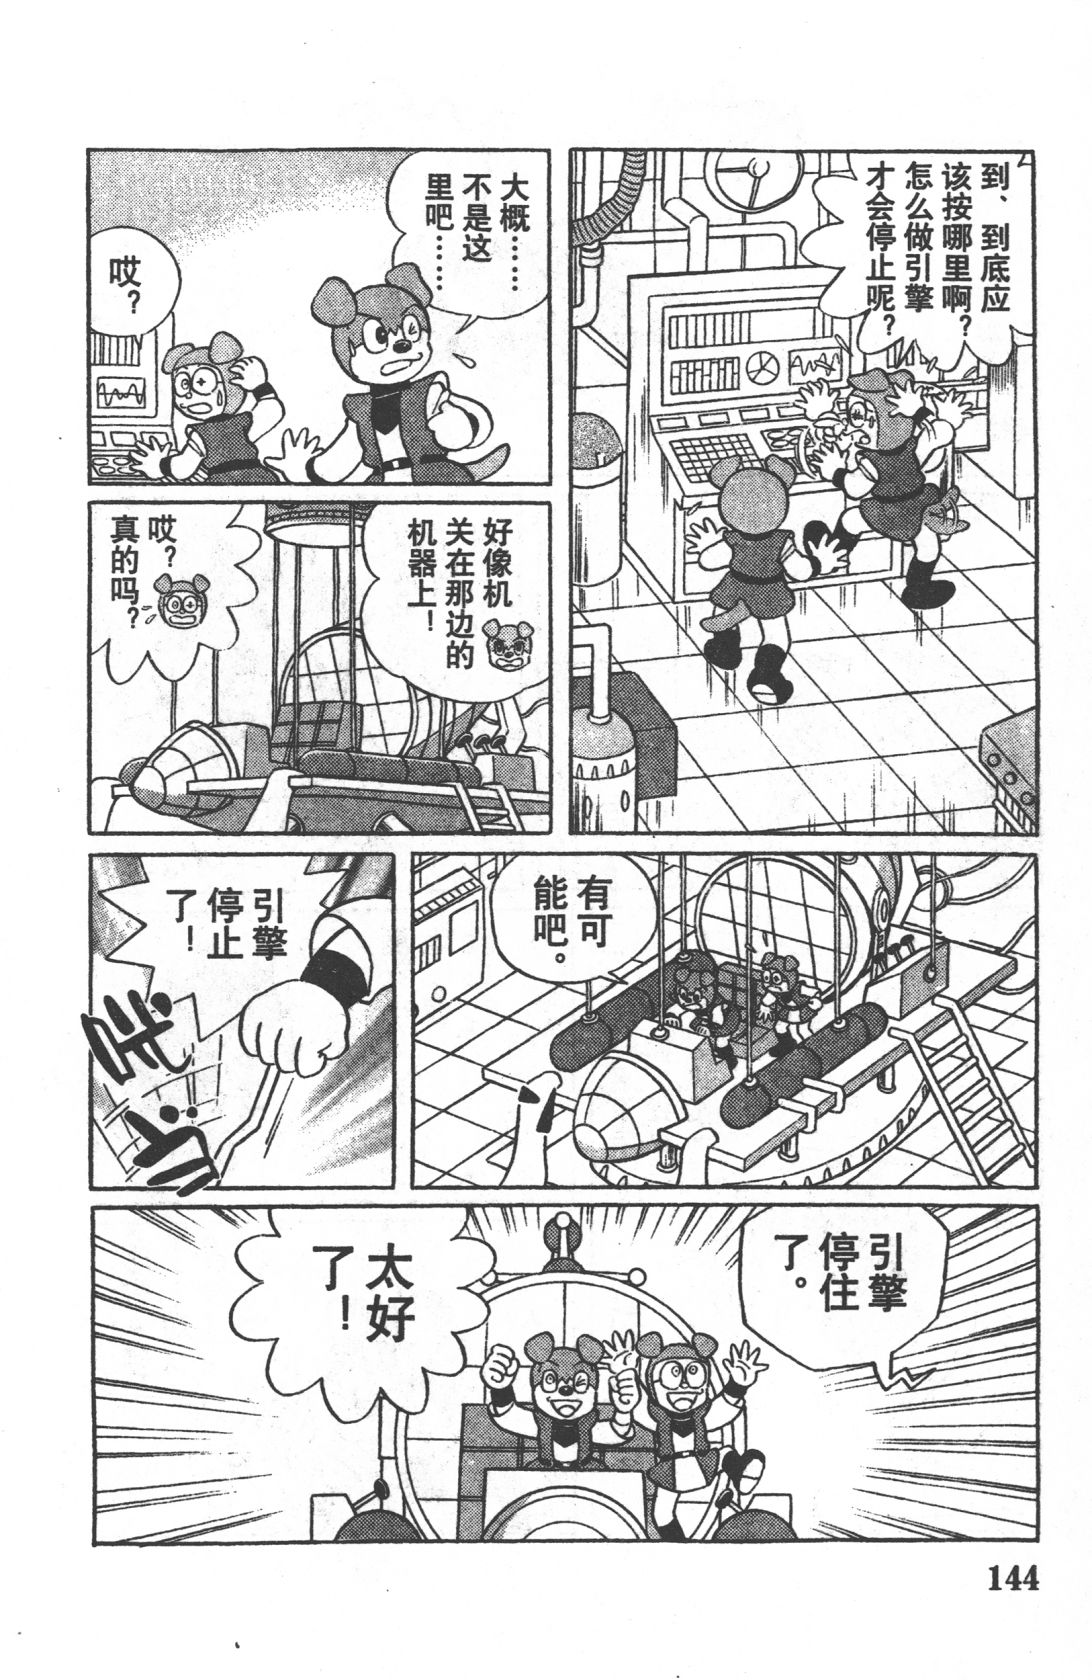 到、到底应
该按哪里啊？
怎么做引擎
才会停止呢？
大概……
不是这
里吧……
哎？
好像机
关在那边的
机器上！
哎？
真的吗？
有可
能吧。
引擎
停止
了！
引擎
停住
了。
太好
了！
144